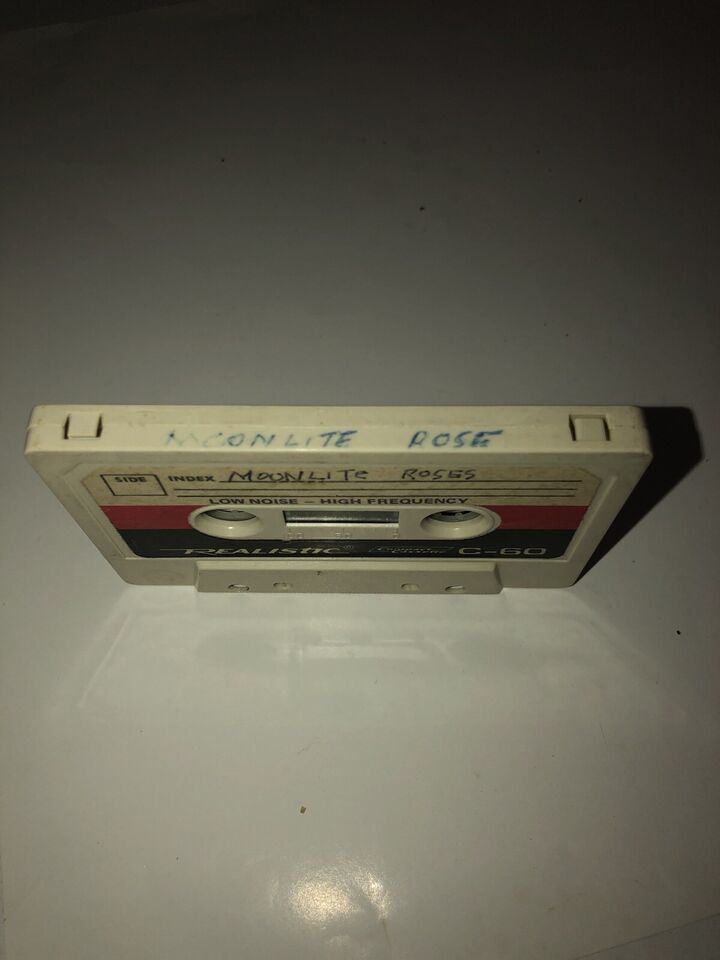 MOONLITE ROSE
SIDE INDEX MOONLITE ROSES
LOW NOISE – HIGH FREQUENCY
REALISTIC® C-60